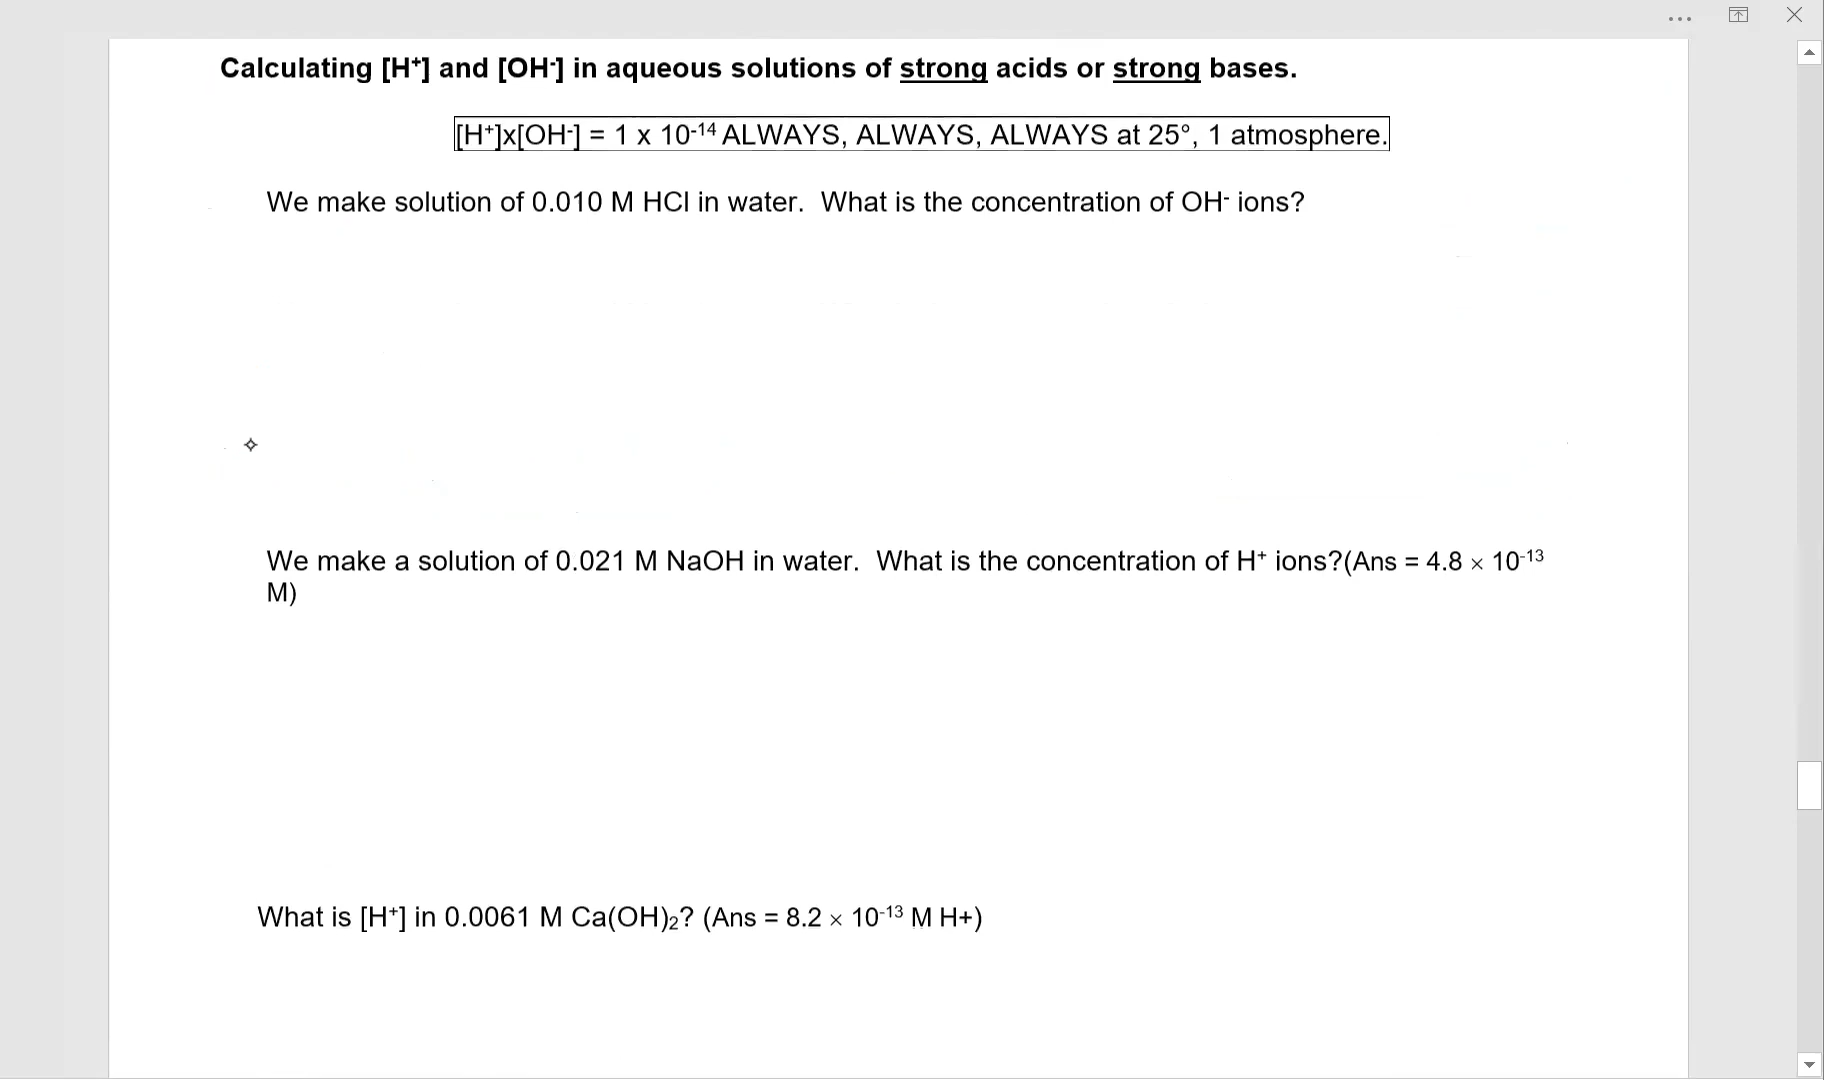 Calculating [H⁺] and [OH⁻] in aqueous solutions of strong acids or strong bases.
[H⁺]x[OH⁻] = 1 x 10⁻¹⁴ ALWAYS, ALWAYS, ALWAYS at 25°, 1 atmosphere.
We make solution of 0.010 M HCl in water.  What is the concentration of OH⁻ ions?
We make a solution of 0.021 M NaOH in water.  What is the concentration of H⁺ ions?(Ans = 4.8 × 10⁻¹³
M)
What is [H⁺] in 0.0061 M Ca(OH)₂? (Ans = 8.2 × 10⁻¹³ M H+)